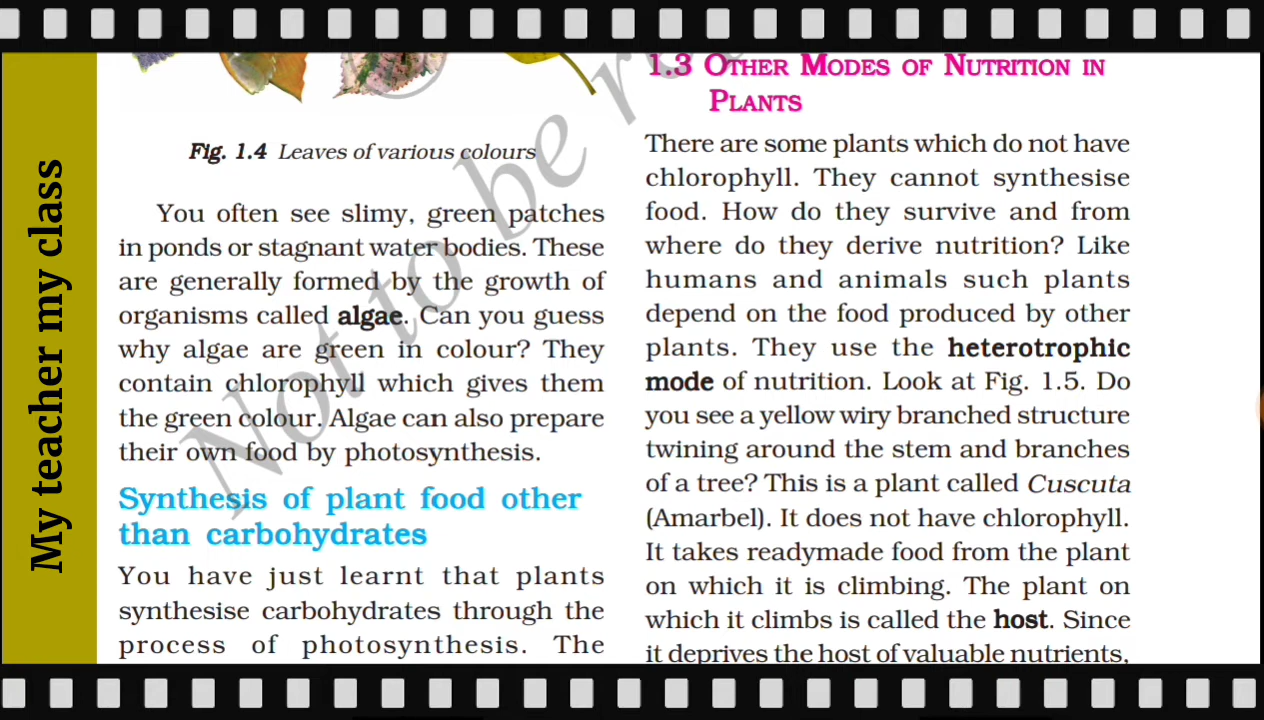 My teacher my class
Fig. 1.4 Leaves of various colours
You often see slimy, green patches
in ponds or stagnant water bodies. These
are generally formed by the growth of
organisms called algae. Can you guess
why algae are green in colour? They
contain chlorophyll which gives them
the green colour. Algae can also prepare
their own food by photosynthesis.
Synthesis of plant food other
than carbohydrates
You have just learnt that plants
synthesise carbohydrates through the
process of photosynthesis. The
1.3 OTHER MODES OF NUTRITION IN
PLANTS
There are some plants which do not have
chlorophyll. They cannot synthesise
food. How do they survive and from
where do they derive nutrition? Like
humans and animals such plants
depend on the food produced by other
plants. They use the heterotrophic
mode of nutrition. Look at Fig. 1.5. Do
you see a yellow wiry branched structure
twining around the stem and branches
of a tree? This is a plant called Cuscuta
(Amarbel). It does not have chlorophyll.
It takes readymade food from the plant
on which it is climbing. The plant on
which it climbs is called the host. Since
it deprives the host of valuable nutrients,
Not to be